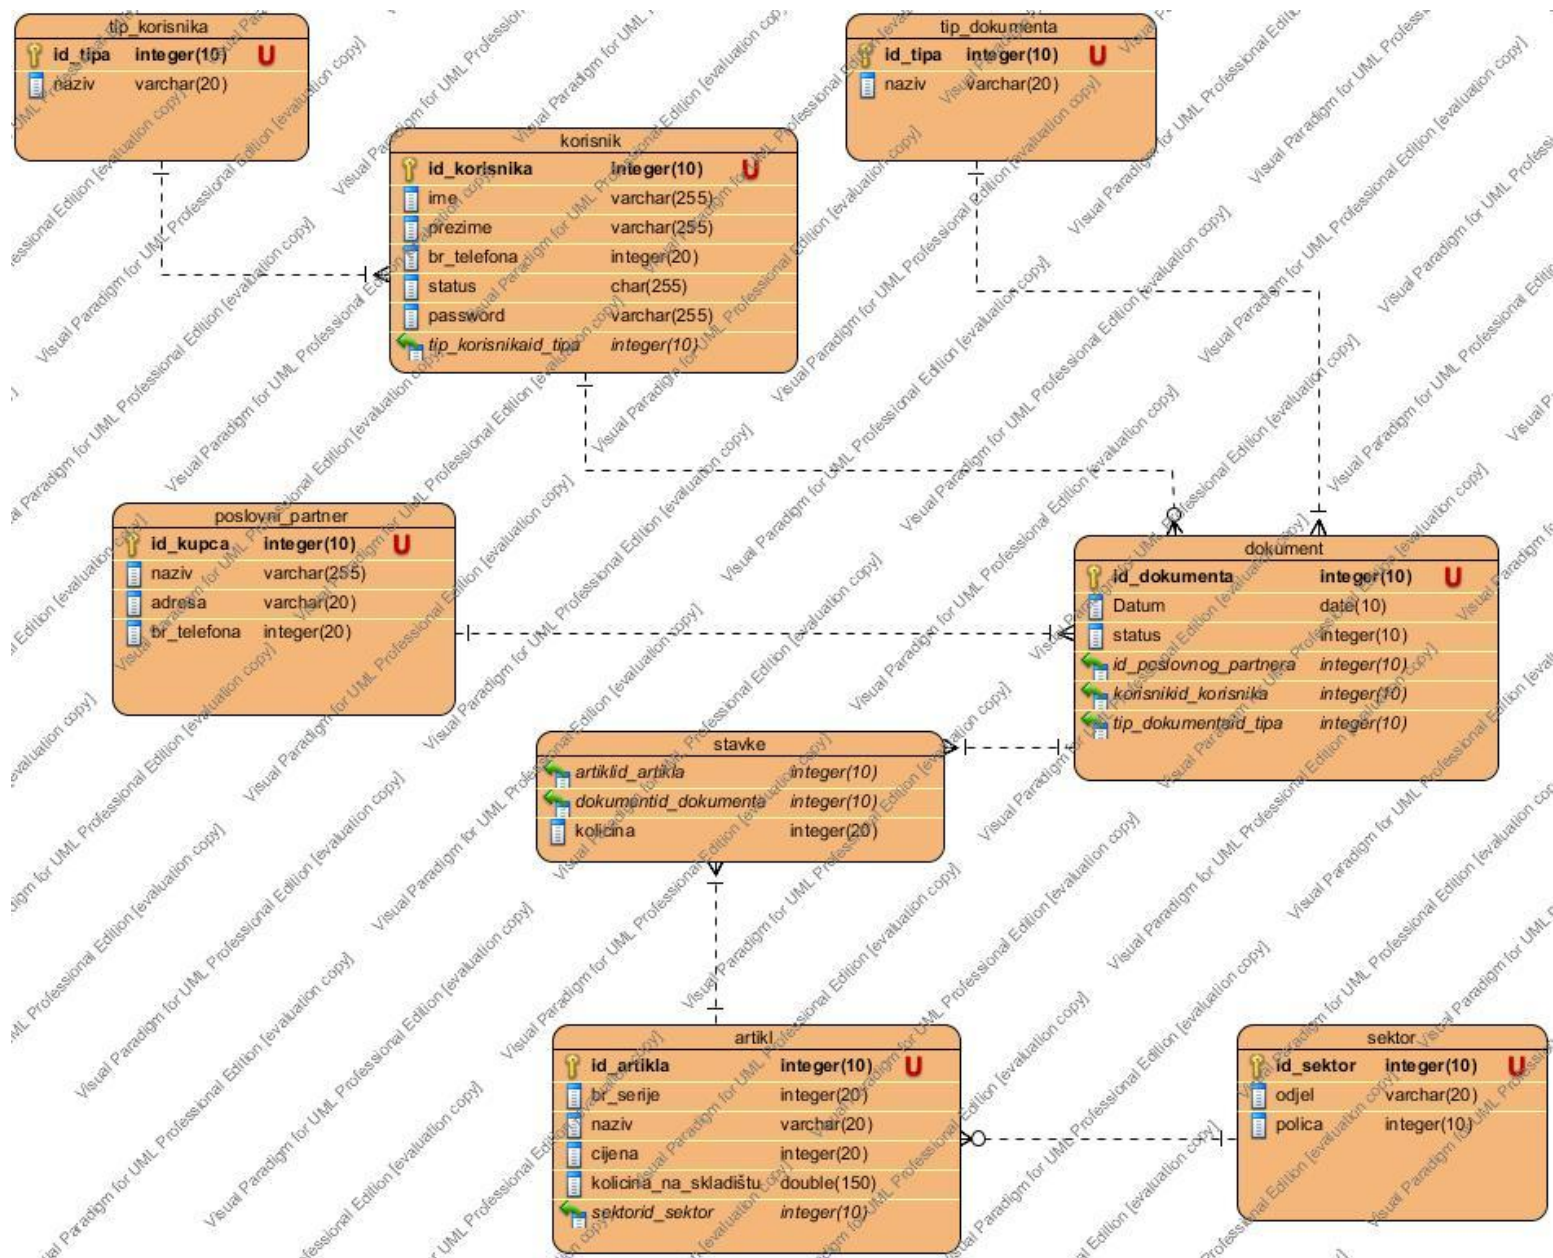 tip_korisnika
id_tipa integer(10) U
naziv varchar(20)
tip_dokumenta
id_tipa integer(10) U
naziv varchar(20)
korisnik
id_korisnika integer(10) U
ime varchar(255)
prezime varchar(255)
br_telefona integer(20)
status char(255)
password varchar(255)
tip_korisnikaid_tipa integer(10)
poslovni_partner
id_kupca integer(10) U
naziv varchar(255)
adresa varchar(20)
br_telefona integer(20)
dokument
id_dokumenta integer(10) U
Datum date(10)
status integer(10)
id_poslovnog_partnera integer(10)
korisnikid_korisnika integer(10)
tip_dokumentaid_tipa integer(10)
stavke
artiklid_artikla integer(10)
dokumentid_dokumenta integer(10)
kolicina integer(20)
artikl
id_artikla integer(10) U
br_serije integer(20)
naziv varchar(20)
cijena integer(20)
kolicina_na_skladištu double(150)
sektorid_sektor integer(10)
sektor
id_sektor integer(10) U
odjel varchar(20)
polica integer(10)
Visual Paradigm for UML Professional Edition [evaluation copy]